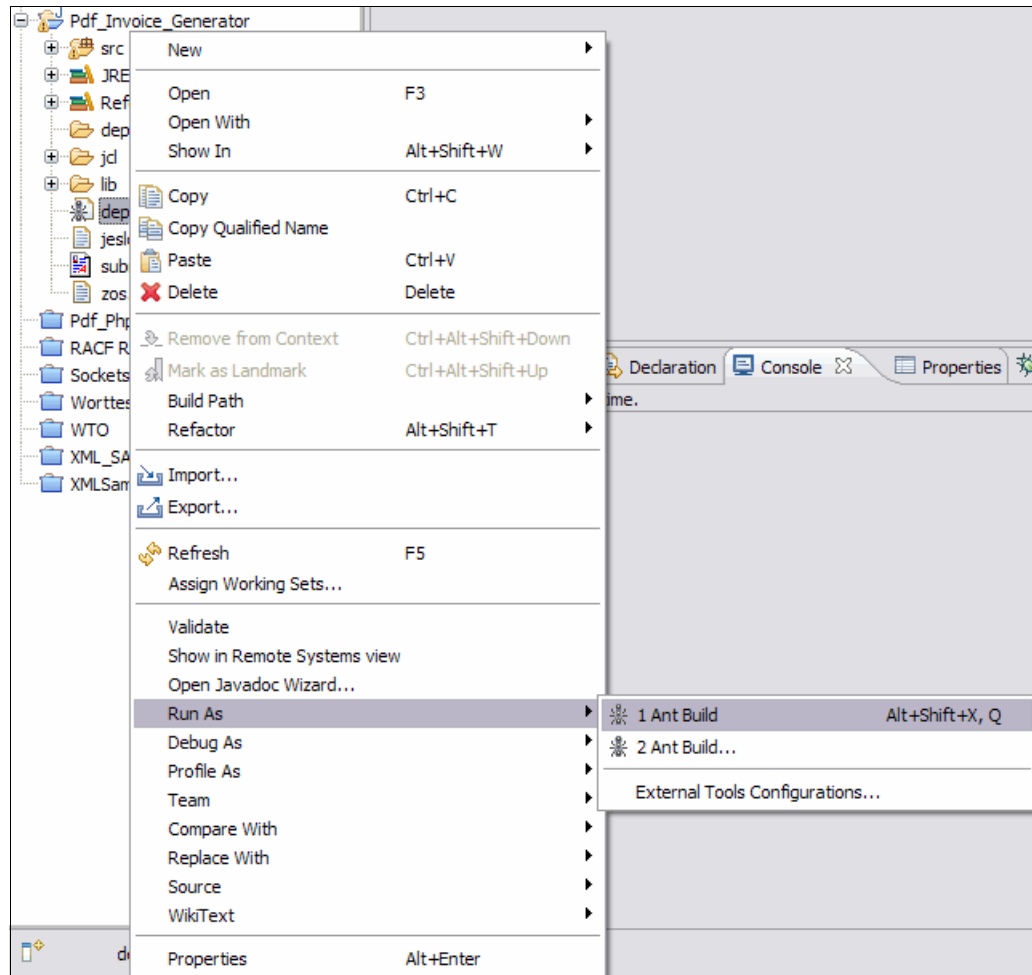 Pdf_Invoice_Generator
src
JRE
Ref
dep
jcl
lib
dep
jeslo
sub
zos.
Pdf_Php
RACF R
Sockets
Worttes
WTO
XML_SA
XMLSam
New
Open F3
Open With
Show In Alt+Shift+W
Copy Ctrl+C
Copy Qualified Name
Paste Ctrl+V
Delete Delete
Remove from Context Ctrl+Alt+Shift+Down
Mark as Landmark Ctrl+Alt+Shift+Up
Build Path
Refactor Alt+Shift+T
Import...
Export...
Refresh F5
Assign Working Sets...
Validate
Show in Remote Systems view
Open Javadoc Wizard...
Run As
Debug As
Profile As
Team
Compare With
Replace With
Source
WikiText
Properties Alt+Enter
1 Ant Build Alt+Shift+X, Q
2 Ant Build...
External Tools Configurations...
Declaration Console Properties
ime.